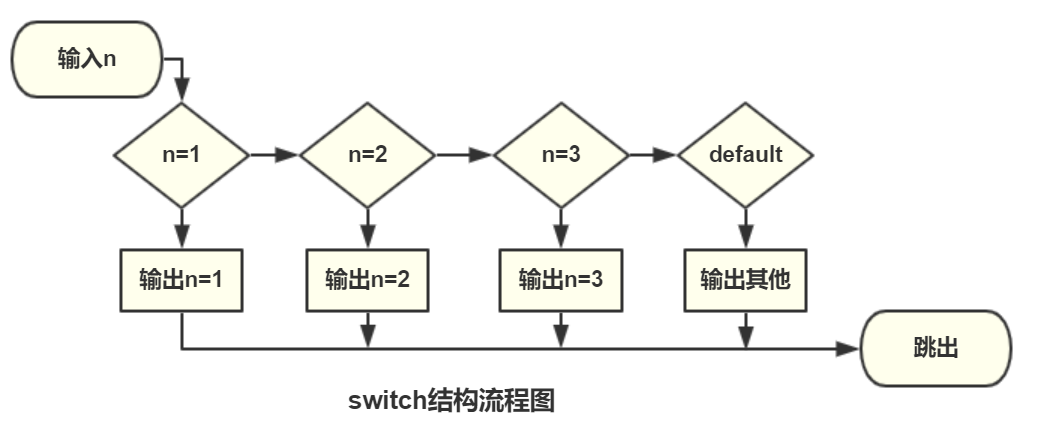 输入n
n=1
n=2
n=3
default
输出n=1
输出n=2
输出n=3
输出其他
跳出
switch结构流程图